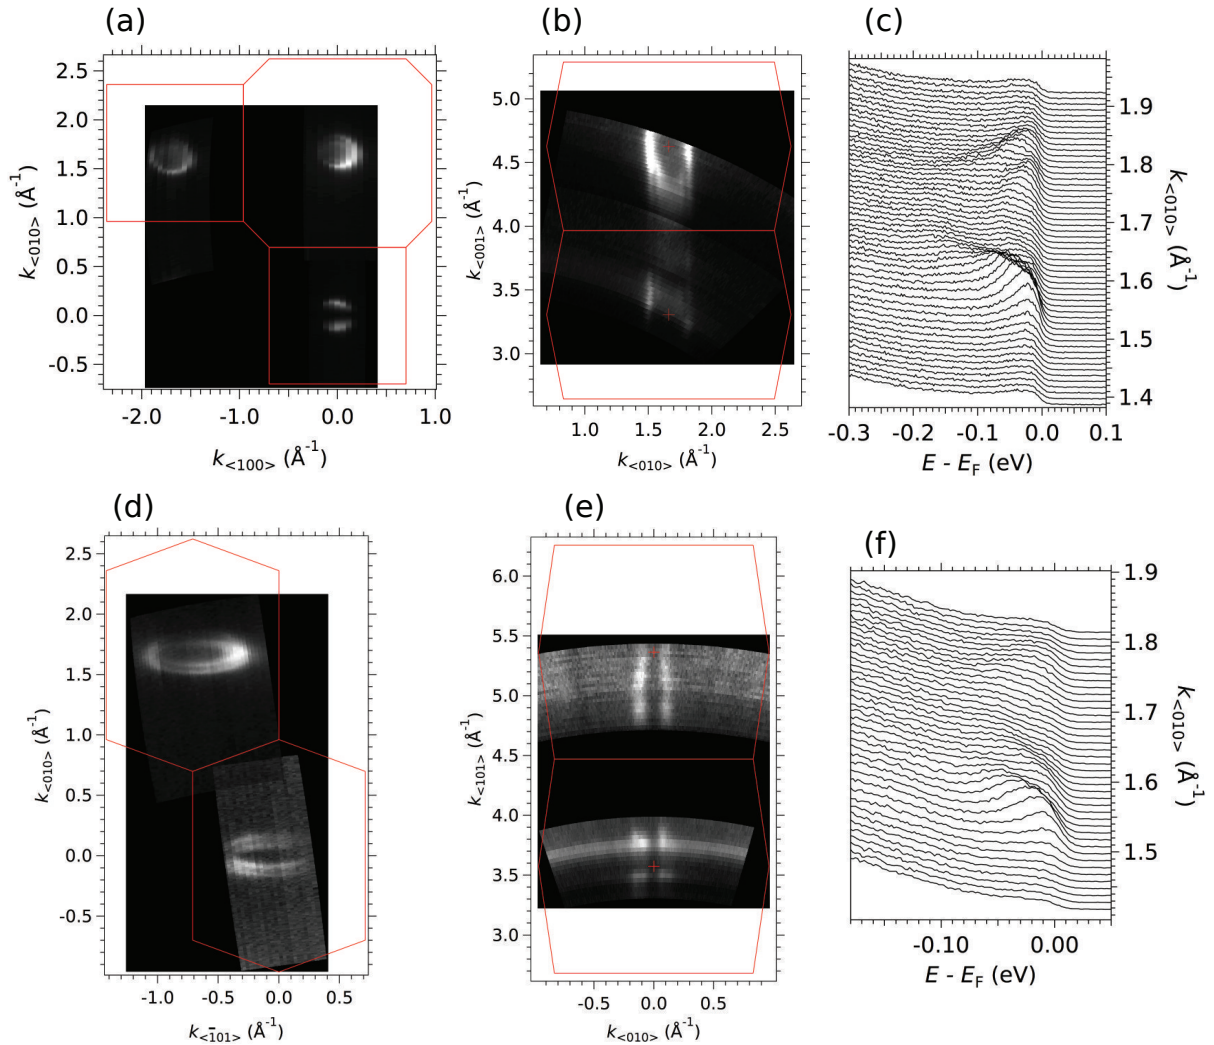 (a)
2.5
2.0
1.5
1.0
0.5
0.0
-0.5
k<010> (Å-1)
-2.0 -1.0 0.0 1.0
k<100> (Å-1)
(b)
5.0
4.5
4.0
3.5
3.0
k<001> (Å-1)
1.0 1.5 2.0 2.5
k<010> (Å-1)
(c)
1.9
1.8
1.7
1.6
1.5
1.4
k<010> (Å-1)
-0.3 -0.2 -0.1 0.0 0.1
E - EF (eV)
(d)
2.5
2.0
1.5
1.0
0.5
0.0
-0.5
k<010> (Å-1)
-1.0 -0.5 0.0 0.5
k<1̄01> (Å-1)
(e)
6.0
5.5
5.0
4.5
4.0
3.5
3.0
k<101> (Å-1)
-0.5 0.0 0.5
k<010> (Å-1)
(f)
1.9
1.8
1.7
1.6
1.5
k<010> (Å-1)
-0.10 0.00
E - EF (eV)